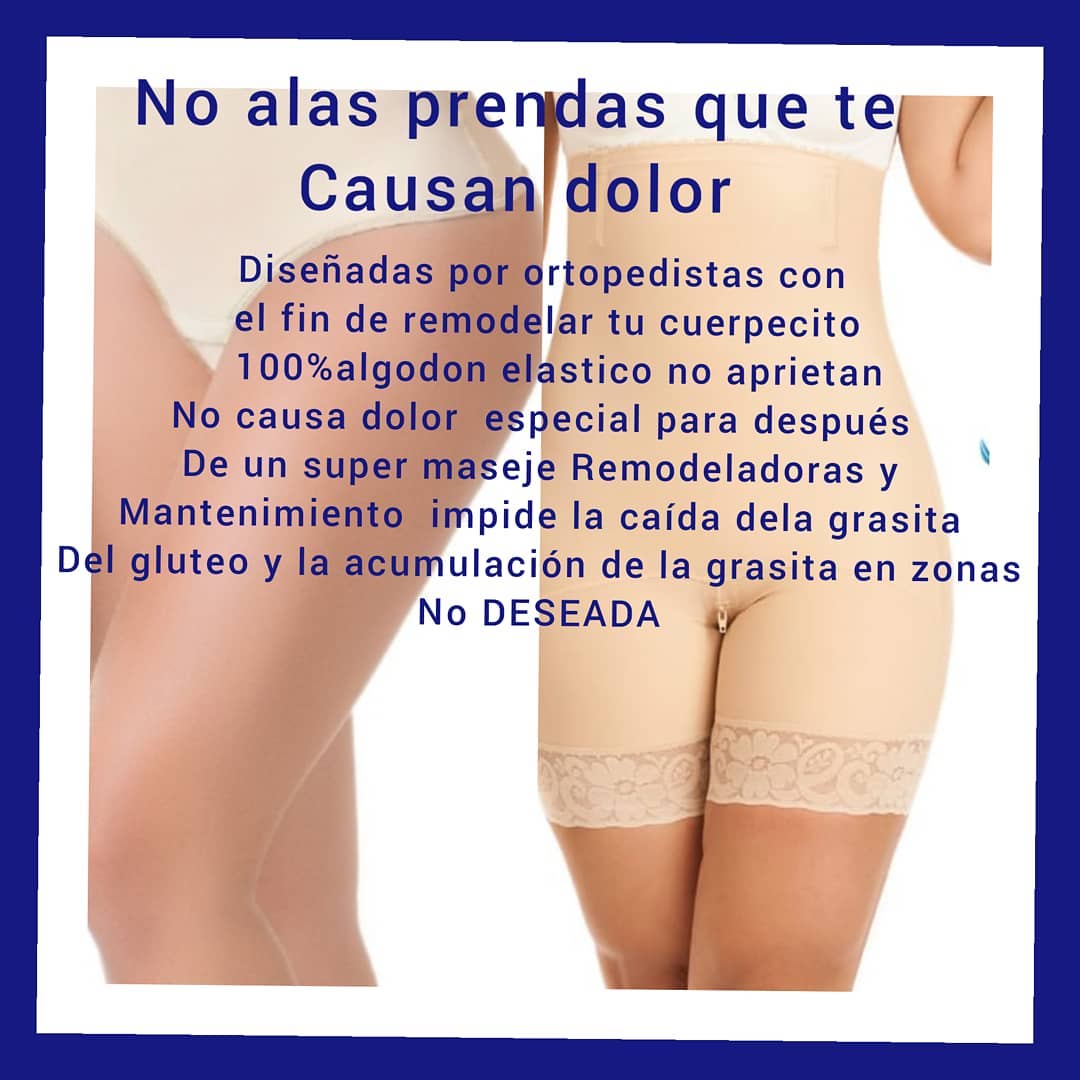 No alas prendas que te
Causan dolor
Diseñadas por ortopedistas con
el fin de remodelar tu cuerpecito
100%algodon elastico no aprietan
No causa dolor especial para después
De un super maseje Remodeladoras y
Mantenimiento impide la caída dela grasita
Del gluteo y la acumulación de la grasita en zonas
No DESEADA